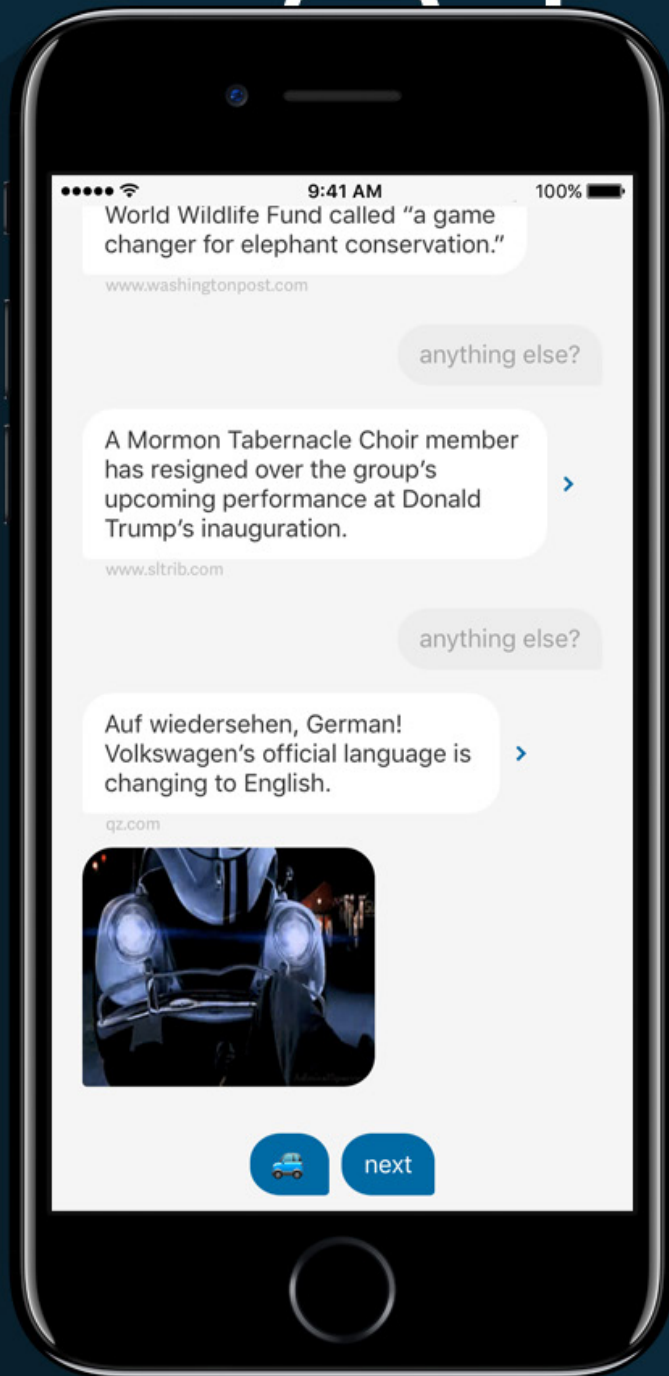 9:41 AM
100%
World Wildlife Fund called “a game
changer for elephant conservation.”
www.washingtonpost.com
anything else?
A Mormon Tabernacle Choir member
has resigned over the group’s
upcoming performance at Donald
Trump’s inauguration.
www.sltrib.com
anything else?
Auf wiedersehen, German!
Volkswagen’s official language is
changing to English.
qz.com
next